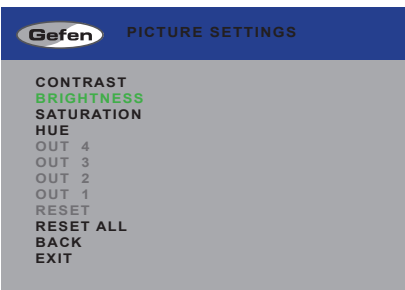 Gefen
PICTURE SETTINGS
CONTRAST
BRIGHTNESS
SATURATION
HUE
OUT 4
OUT 3
OUT 2
OUT 1
RESET
RESET ALL
BACK
EXIT